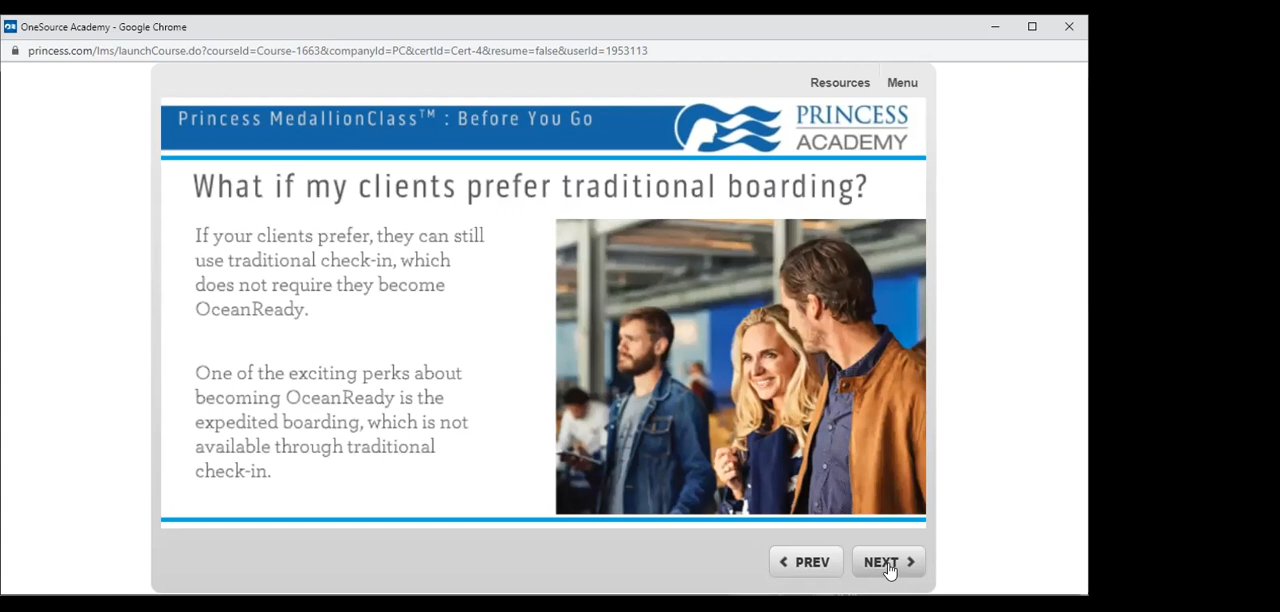 OneSource Academy - Google Chrome
princess.com/lms/launchCourse.do?courseId=Course-1663&companyId=PC&certId=Cert-4&resume=false&userId=1953113
Resources Menu
Princess MedallionClass™ : Before You Go
PRINCESS
ACADEMY
What if my clients prefer traditional boarding?
If your clients prefer, they can still
use traditional check-in, which
does not require they become
OceanReady.
One of the exciting perks about
becoming OceanReady is the
expedited boarding, which is not
available through traditional
check-in.
PREV NEXT